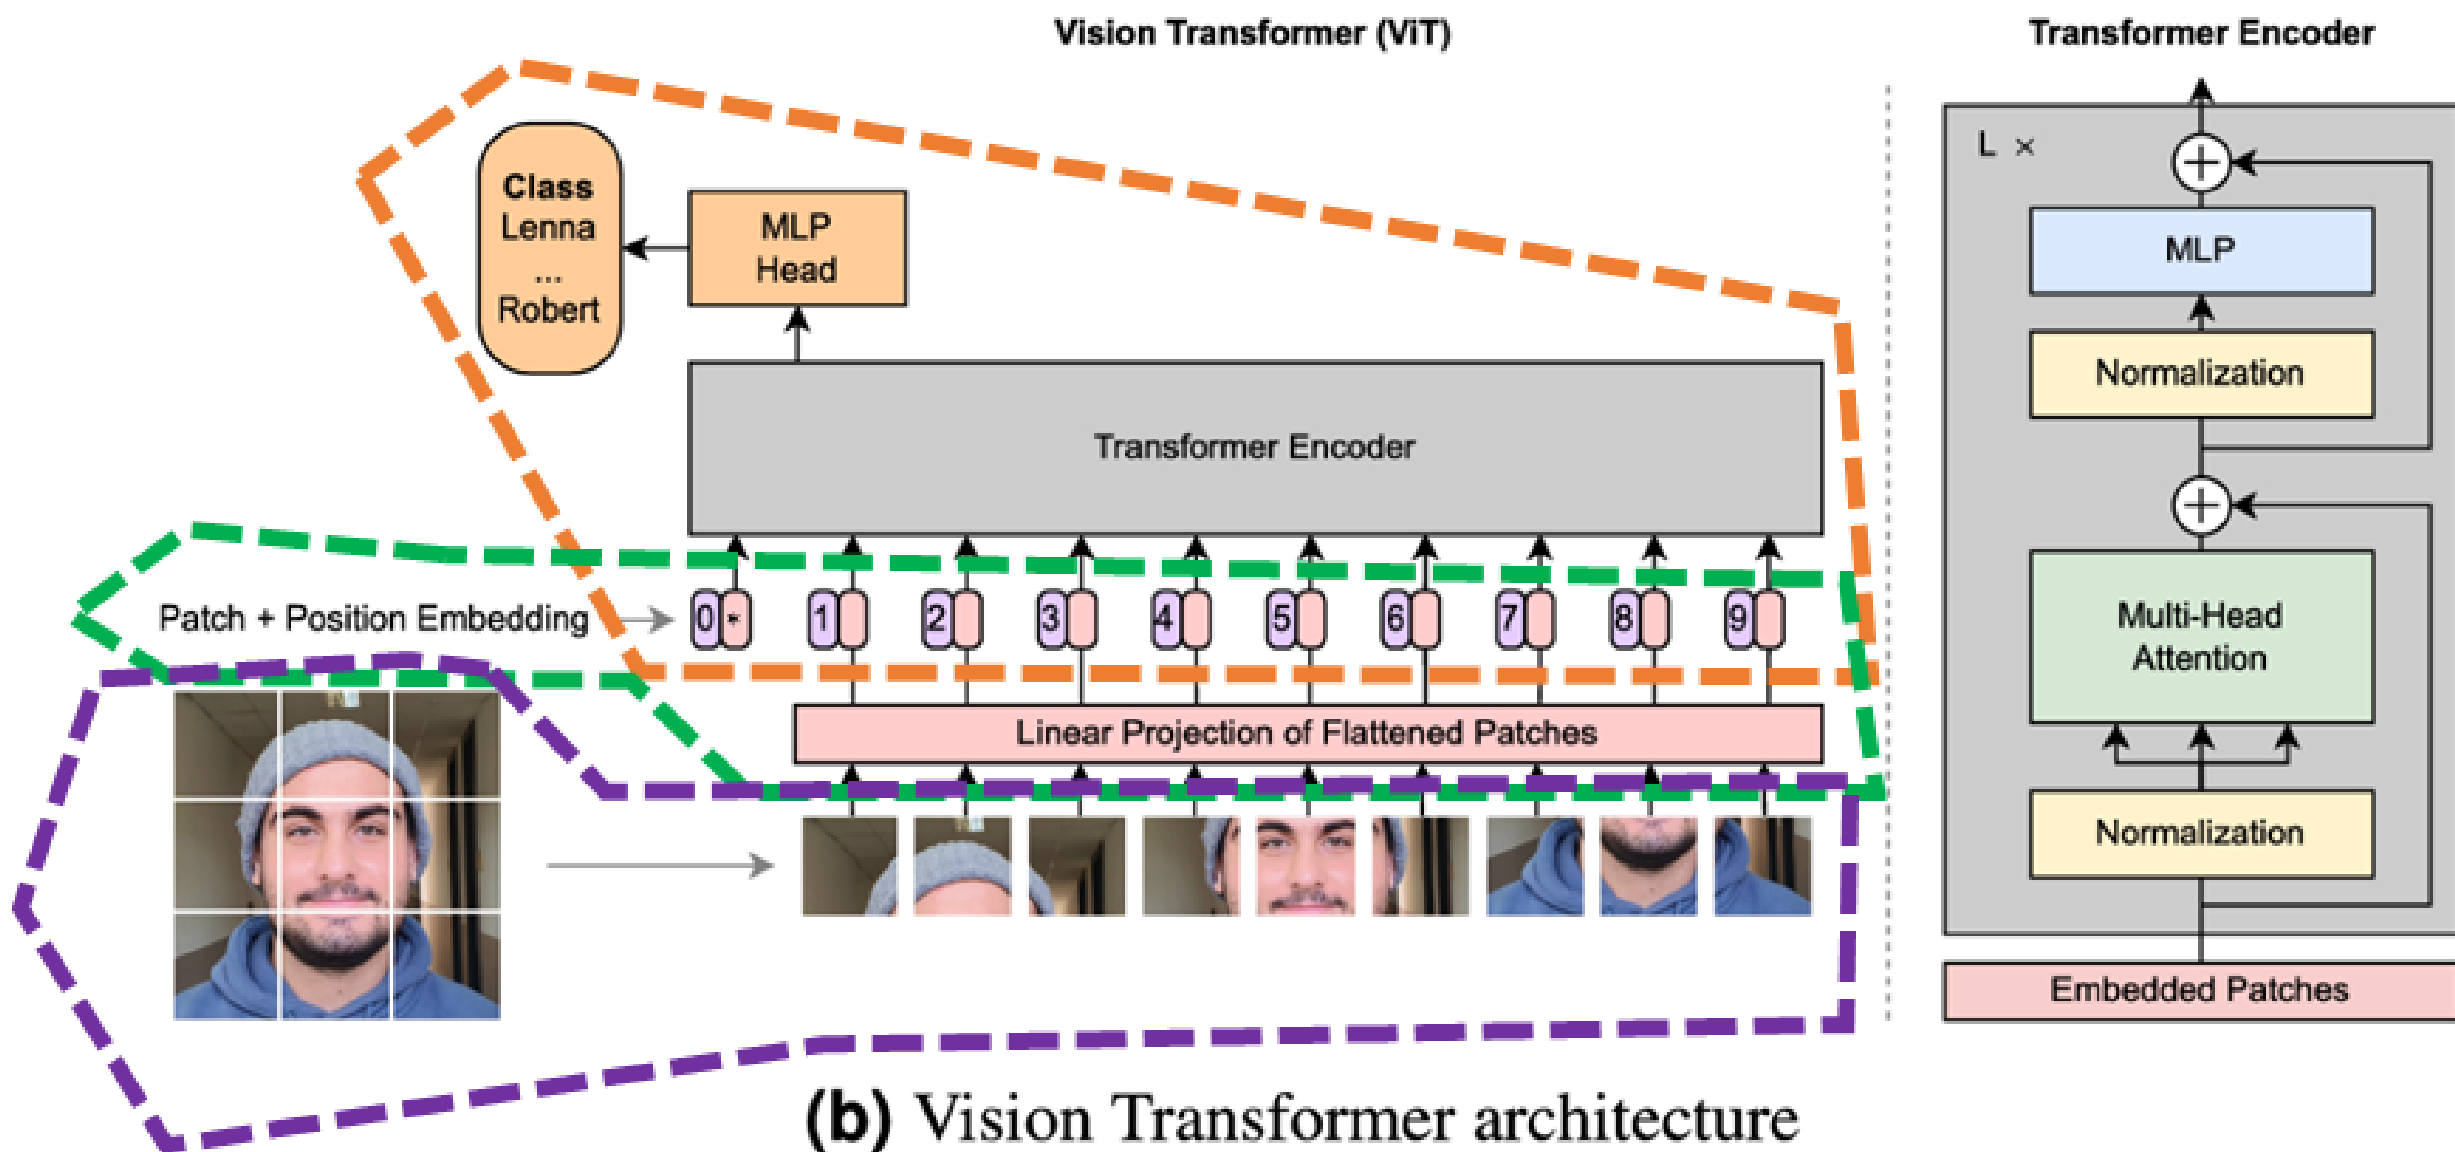 Vision Transformer (ViT)
Class
Lenna
...
Robert
MLP
Head
Transformer Encoder
Patch + Position Embedding
0 * 1 2 3 4 5 6 7 8 9
Linear Projection of Flattened Patches
Transformer Encoder
L ×
+
MLP
Normalization
+
Multi-Head
Attention
Normalization
Embedded Patches
(b) Vision Transformer architecture